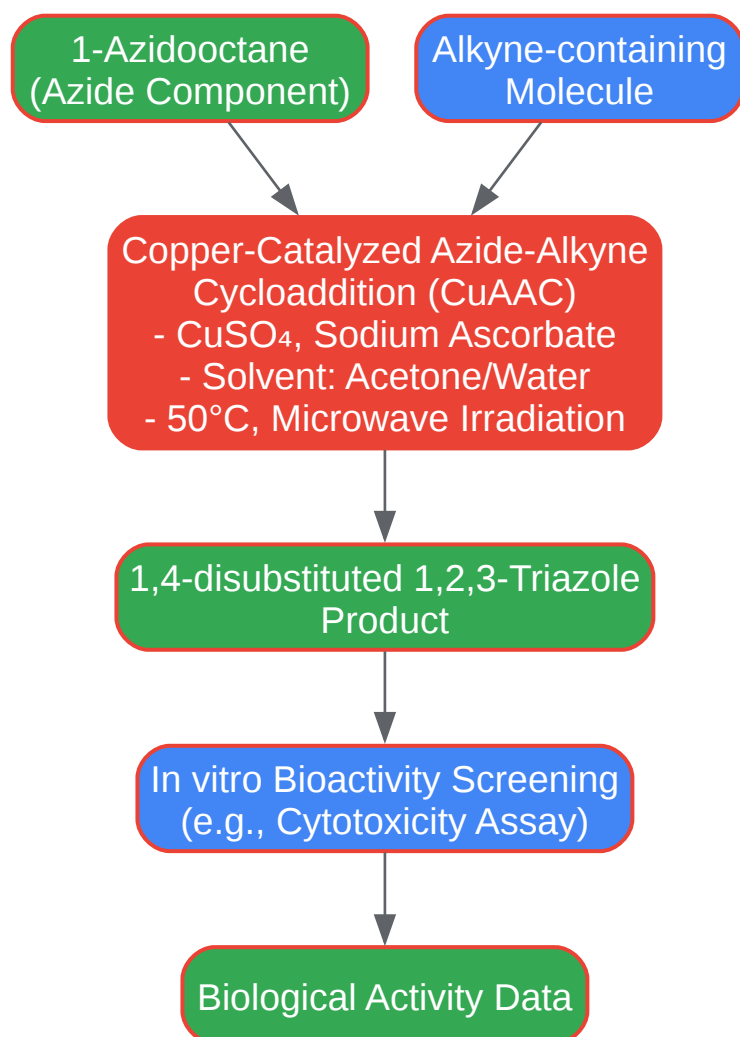 1-Azidooctane
(Azide Component)
Alkyne-containing
Molecule
Copper-Catalyzed Azide-Alkyne
Cycloaddition (CuAAC)
- CuSO₄, Sodium Ascorbate
- Solvent: Acetone/Water
- 50°C, Microwave Irradiation
1,4-disubstituted 1,2,3-Triazole
Product
In vitro Bioactivity Screening
(e.g., Cytotoxicity Assay)
Biological Activity Data